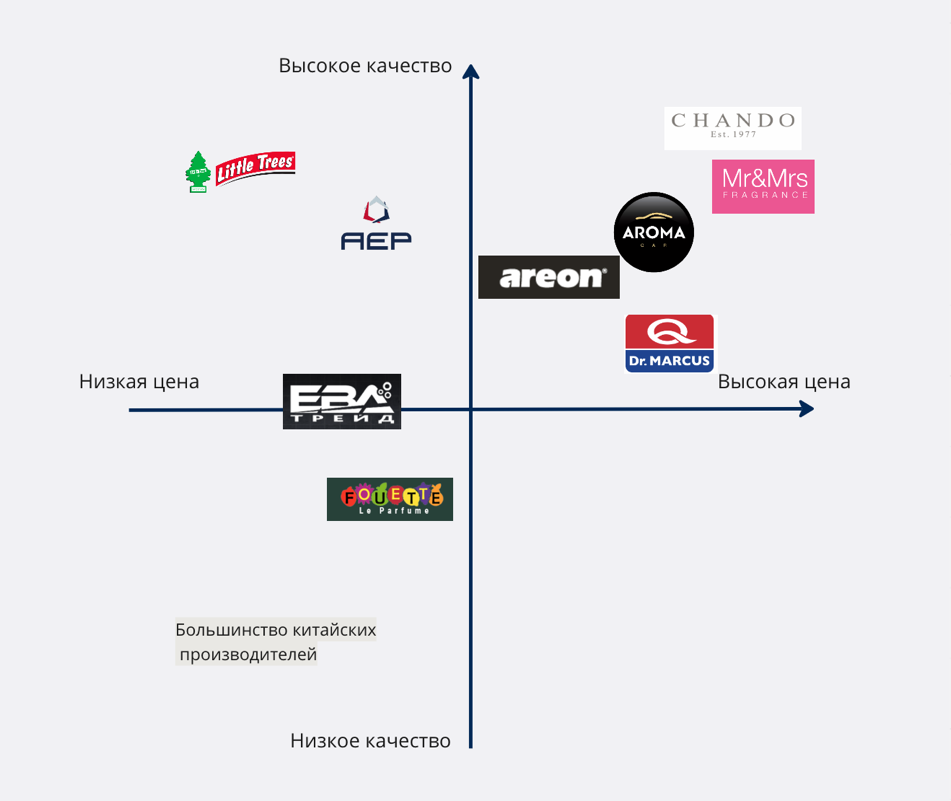 Высокое качество
CHANDO
Est. 1977
Little Trees
Mr&Mrs
FRAGRANCE
AEP
AROMA
CAR
areon®
Dr. MARCUS
Низкая цена
Высокая цена
ЕВА
ТРЕЙД
FOUETTE
Le Parfume
Большинство китайских
производителей
Низкое качество